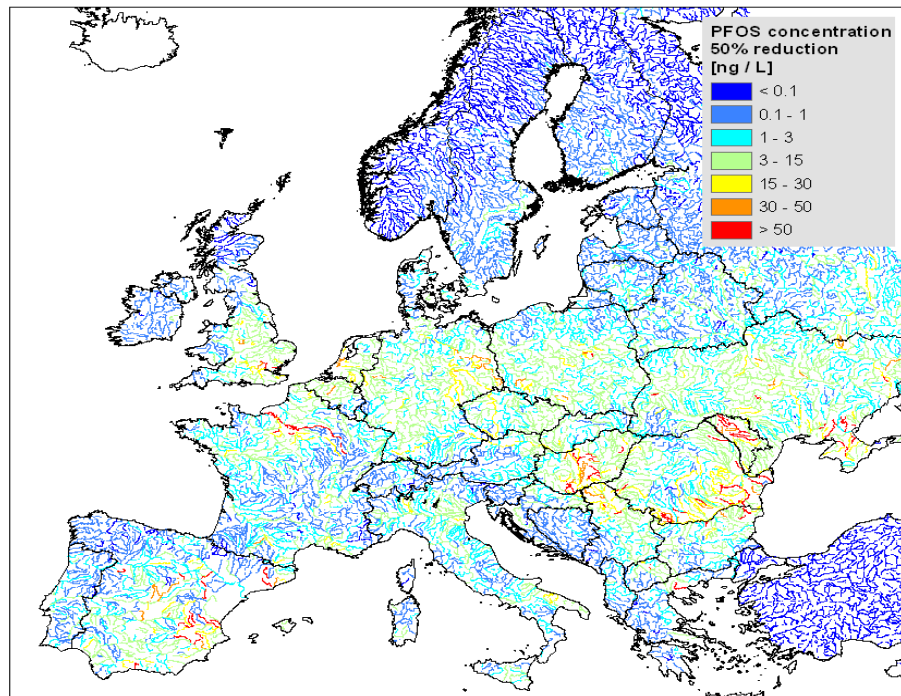 PFOS concentration
50% reduction
[ng / L]
< 0.1
0.1 - 1
1 - 3
3 - 15
15 - 30
30 - 50
> 50